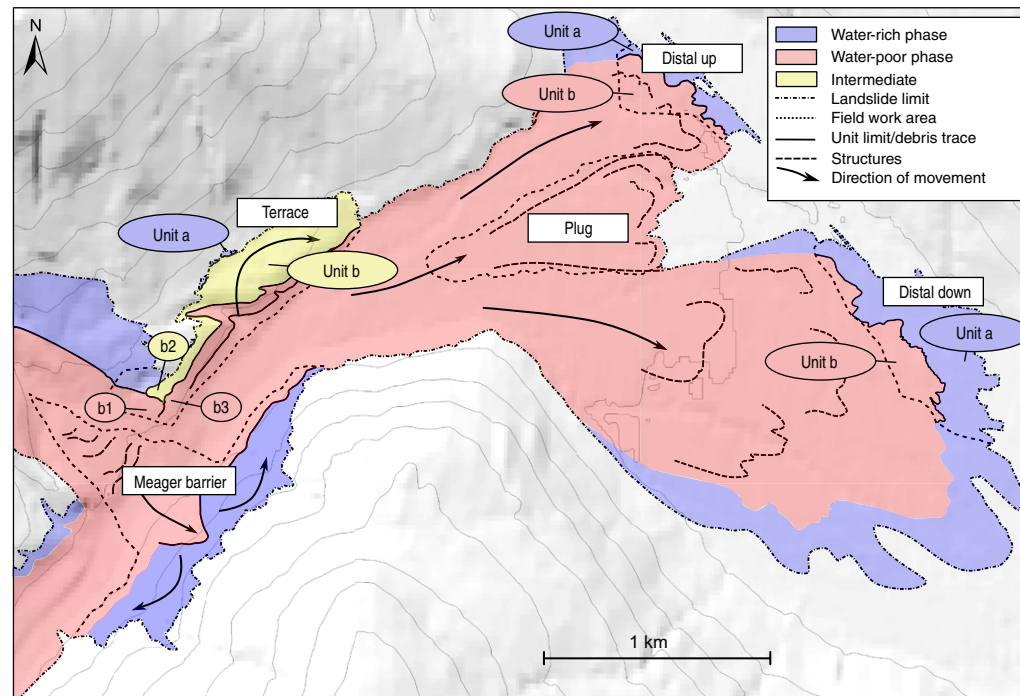 N
Unit a
Distal up
Unit b
Water-rich phase
Water-poor phase
Intermediate
Landslide limit
Field work area
Unit limit/debris trace
Structures
Direction of movement
Terrace
Unit a
Unit b
Plug
Distal down
Unit a
Unit b
b2
b1
b3
Meager barrier
1 km